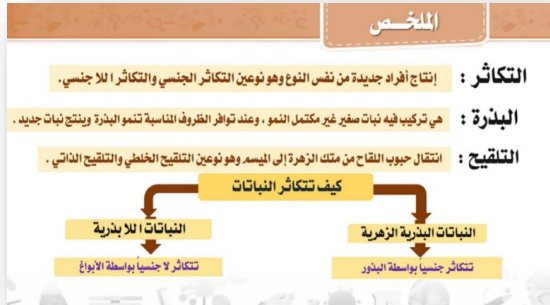 الملخـــص
التكاثر : إنتاج أفراد جديدة من نفس النوع وهو نوعين التكاثر الجنسي والتكاثر ا للا جنسي.
البذرة : هي تركيب فيه نبات صغير غير مكتمل النمو ، وعند توافر الظروف المناسبة تنمو البذرة وينتج نبات جديد .
التلقيح : انتقال حبوب اللقاح من متك الزهرة إلى الميسم وهو نوعين التلقيح الخلطي والتلقيح الذاتي .
كيف تتكاثر النباتات
النباتات البذرية الزهرية
النباتات ا للا بذرية
تتكاثر جنسياً بواسطة البذور
تتكاثر لا جنسياً بواسطة الأبواغ